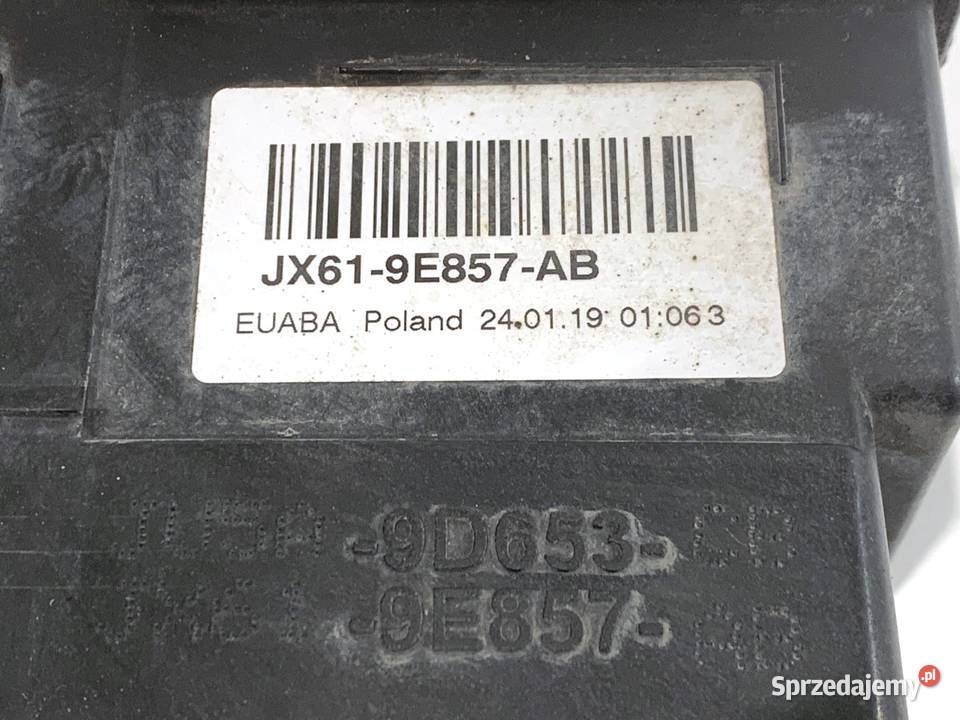 JX61-9E857-AB
EUABA Poland 24.01.19 01:06 3
-9D653-
-9E857-
Sprzedajemy.pl